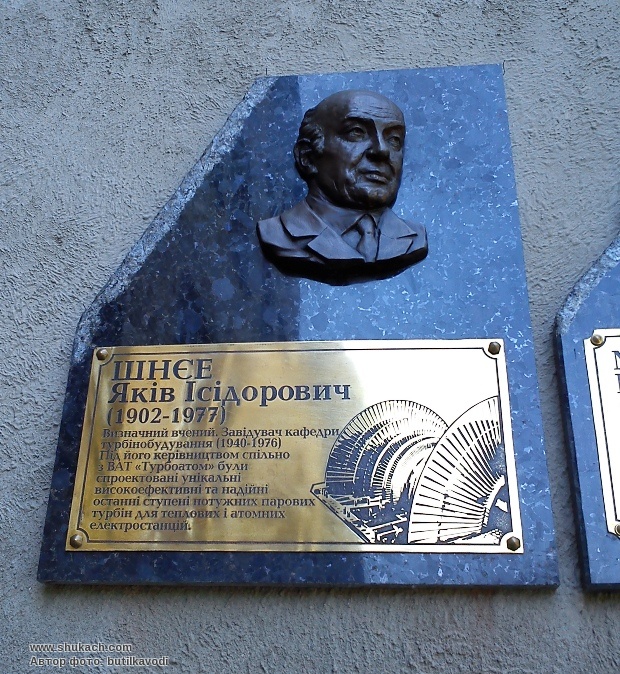 ШНЄЕ
Яків Ісідорович
(1902-1977)
Визначний вчений. Завідувач кафедри
турбінобудування (1940-1976)
Під його керівництвом спільно
з ВАТ «Турбоатом» були
спроектовані унікальні
високоефективні та надійні
останні ступені потужних парових
турбін для теплових і атомних
електростанцій.
www.shukach.com
Автор фото: butilkavodi